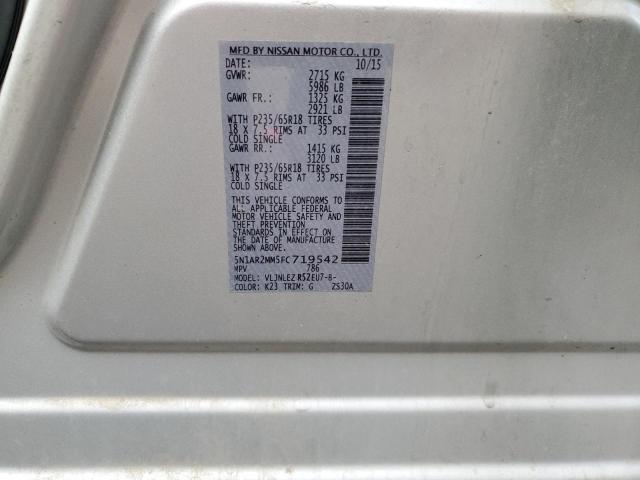 MFD BY NISSAN MOTOR CO., LTD.
DATE: 10/15
GVWR: 2715 KG
5986 LB
GAWR FR.: 1325 KG
2921 LB
WITH P235/65R18 TIRES
18 X 7.5 RIMS AT 33 PSI
COLD SINGLE
GAWR RR.: 1415 KG
3120 LB
WITH P235/65R18 TIRES
18 X 7.5 RIMS AT 33 PSI
COLD SINGLE
THIS VEHICLE CONFORMS TO
ALL APPLICABLE FEDERAL
MOTOR VEHICLE SAFETY AND
THEFT PREVENTION
STANDARDS IN EFFECT ON
THE DATE OF MANUFACTURE
SHOWN ABOVE.
5N1AR2MM5FC719542
MPV 786
MODEL: VLJNLEZ R52EU7-B-
COLOR: K23 TRIM: G ZS30A